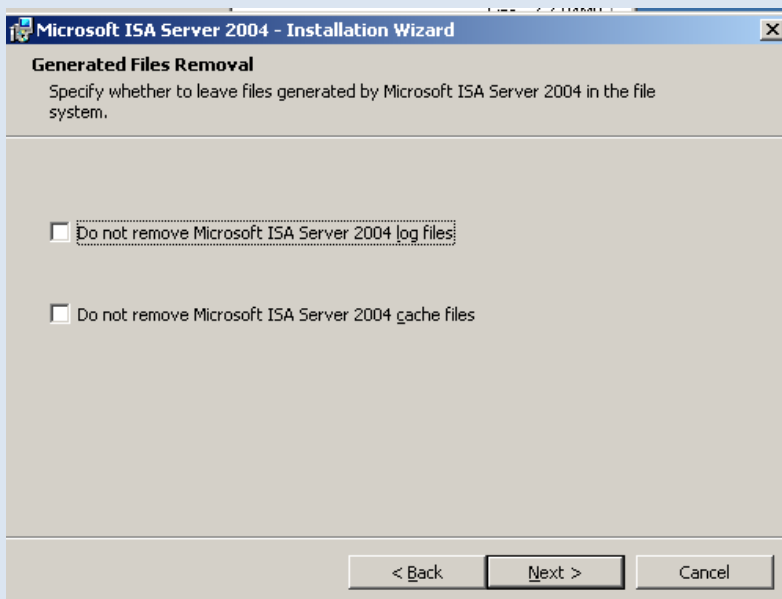 Microsoft ISA Server 2004 - Installation Wizard
Generated Files Removal
Specify whether to leave files generated by Microsoft ISA Server 2004 in the file
system.
Do not remove Microsoft ISA Server 2004 log files
Do not remove Microsoft ISA Server 2004 cache files
< Back
Next >
Cancel